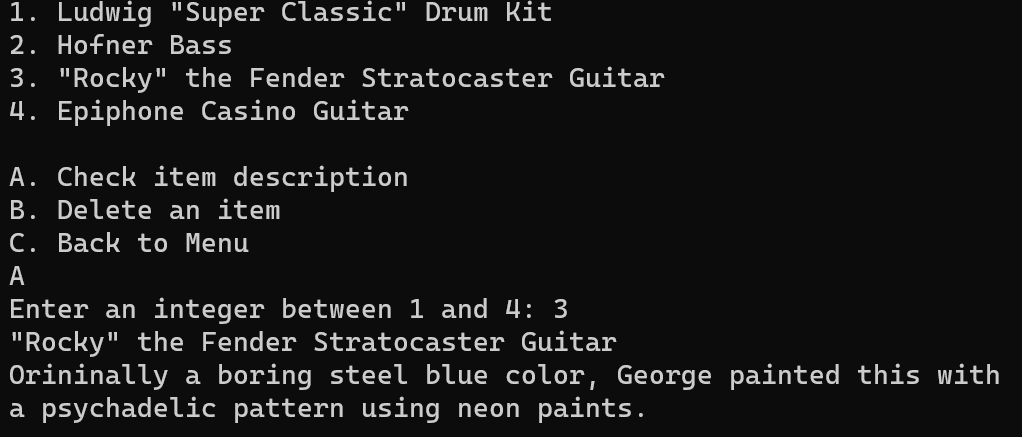 1. Ludwig "Super Classic" Drum Kit
2. Hofner Bass
3. "Rocky" the Fender Stratocaster Guitar
4. Epiphone Casino Guitar
A. Check item description
B. Delete an item
C. Back to Menu
A
Enter an integer between 1 and 4: 3
"Rocky" the Fender Stratocaster Guitar
Orininally a boring steel blue color, George painted this with
a psychadelic pattern using neon paints.